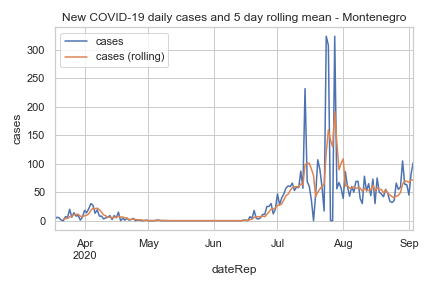 New COVID-19 daily cases and 5 day rolling mean - Montenegro
cases
cases (rolling)
300
250
200
150
100
50
0
cases
Apr
2020
May
Jun
Jul
Aug
Sep
dateRep